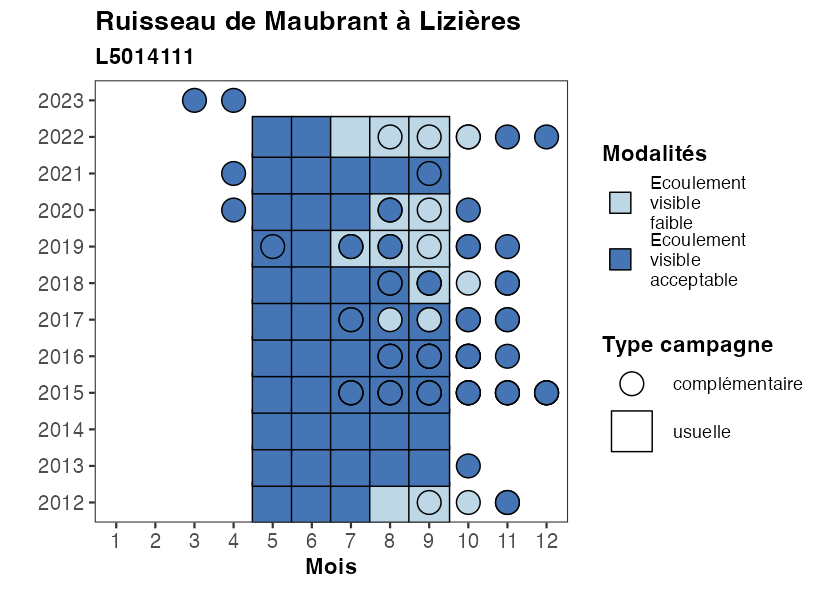 Ruisseau de Maubrant à Lizières
L5014111
2023
2022
2021
2020
2019
2018
2017
2016
2015
2014
2013
2012
1 2 3 4 5 6 7 8 9 10 11 12
Mois
Modalités
Ecoulement
visible
faible
Ecoulement
visible
acceptable
Type campagne
complémentaire
usuelle